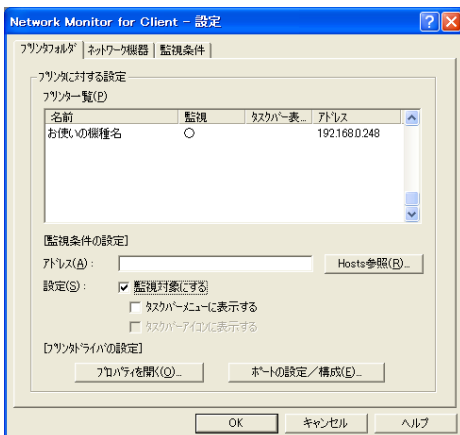 Network Monitor for Client - 設定
プリンタフォルダ ネットワーク機器 監視条件
プリンタに対する設定
プリンター覧(P)
名前 監視 タスクバー表... アドレス
お使いの機種名 ○ 192.168.0.248
[監視条件の設定]
アドレス(A): Hosts参照(R)...
設定(S): 監視対象にする
タスクバーメニューに表示する
タスクバーアイコンに表示する
[プリンタドライバの設定]
プロパティを開く(O)... ポートの設定/構成(E)...
OK キャンセル ヘルプ